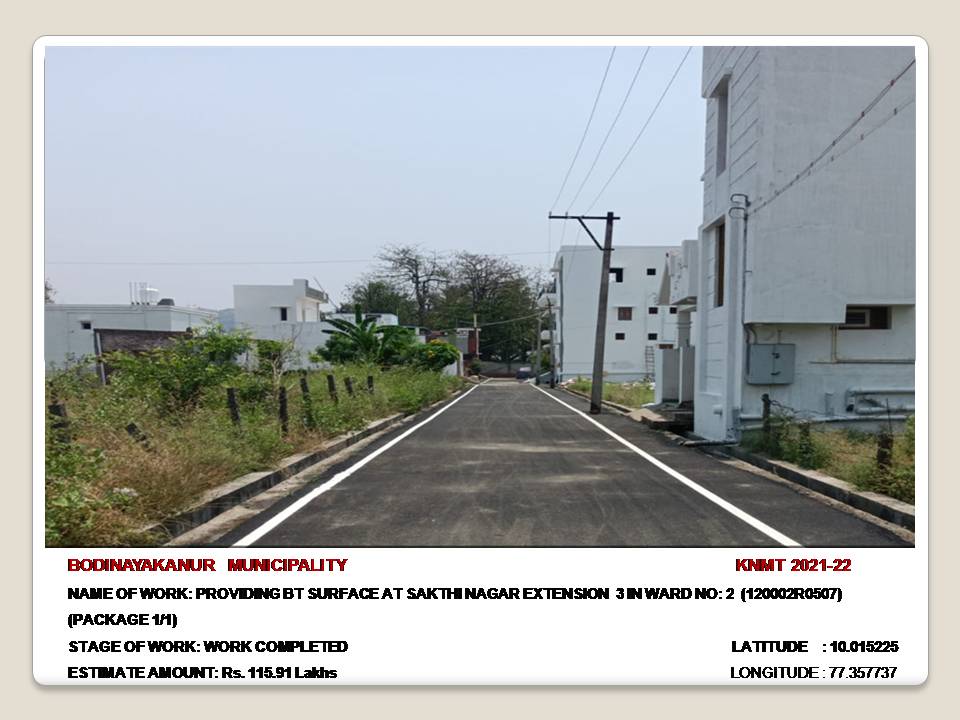 BODINAYAKANUR MUNICIPALITY KNMT 2021-22
NAME OF WORK: PROVIDING BT SURFACE AT SAKTHI NAGAR EXTENSION 3 IN WARD NO: 2 (120002R0507)
(PACKAGE 1/1)
STAGE OF WORK: WORK COMPLETED LATITUDE : 10.015225
ESTIMATE AMOUNT: Rs. 115.91 Lakhs LONGITUDE : 77.357737